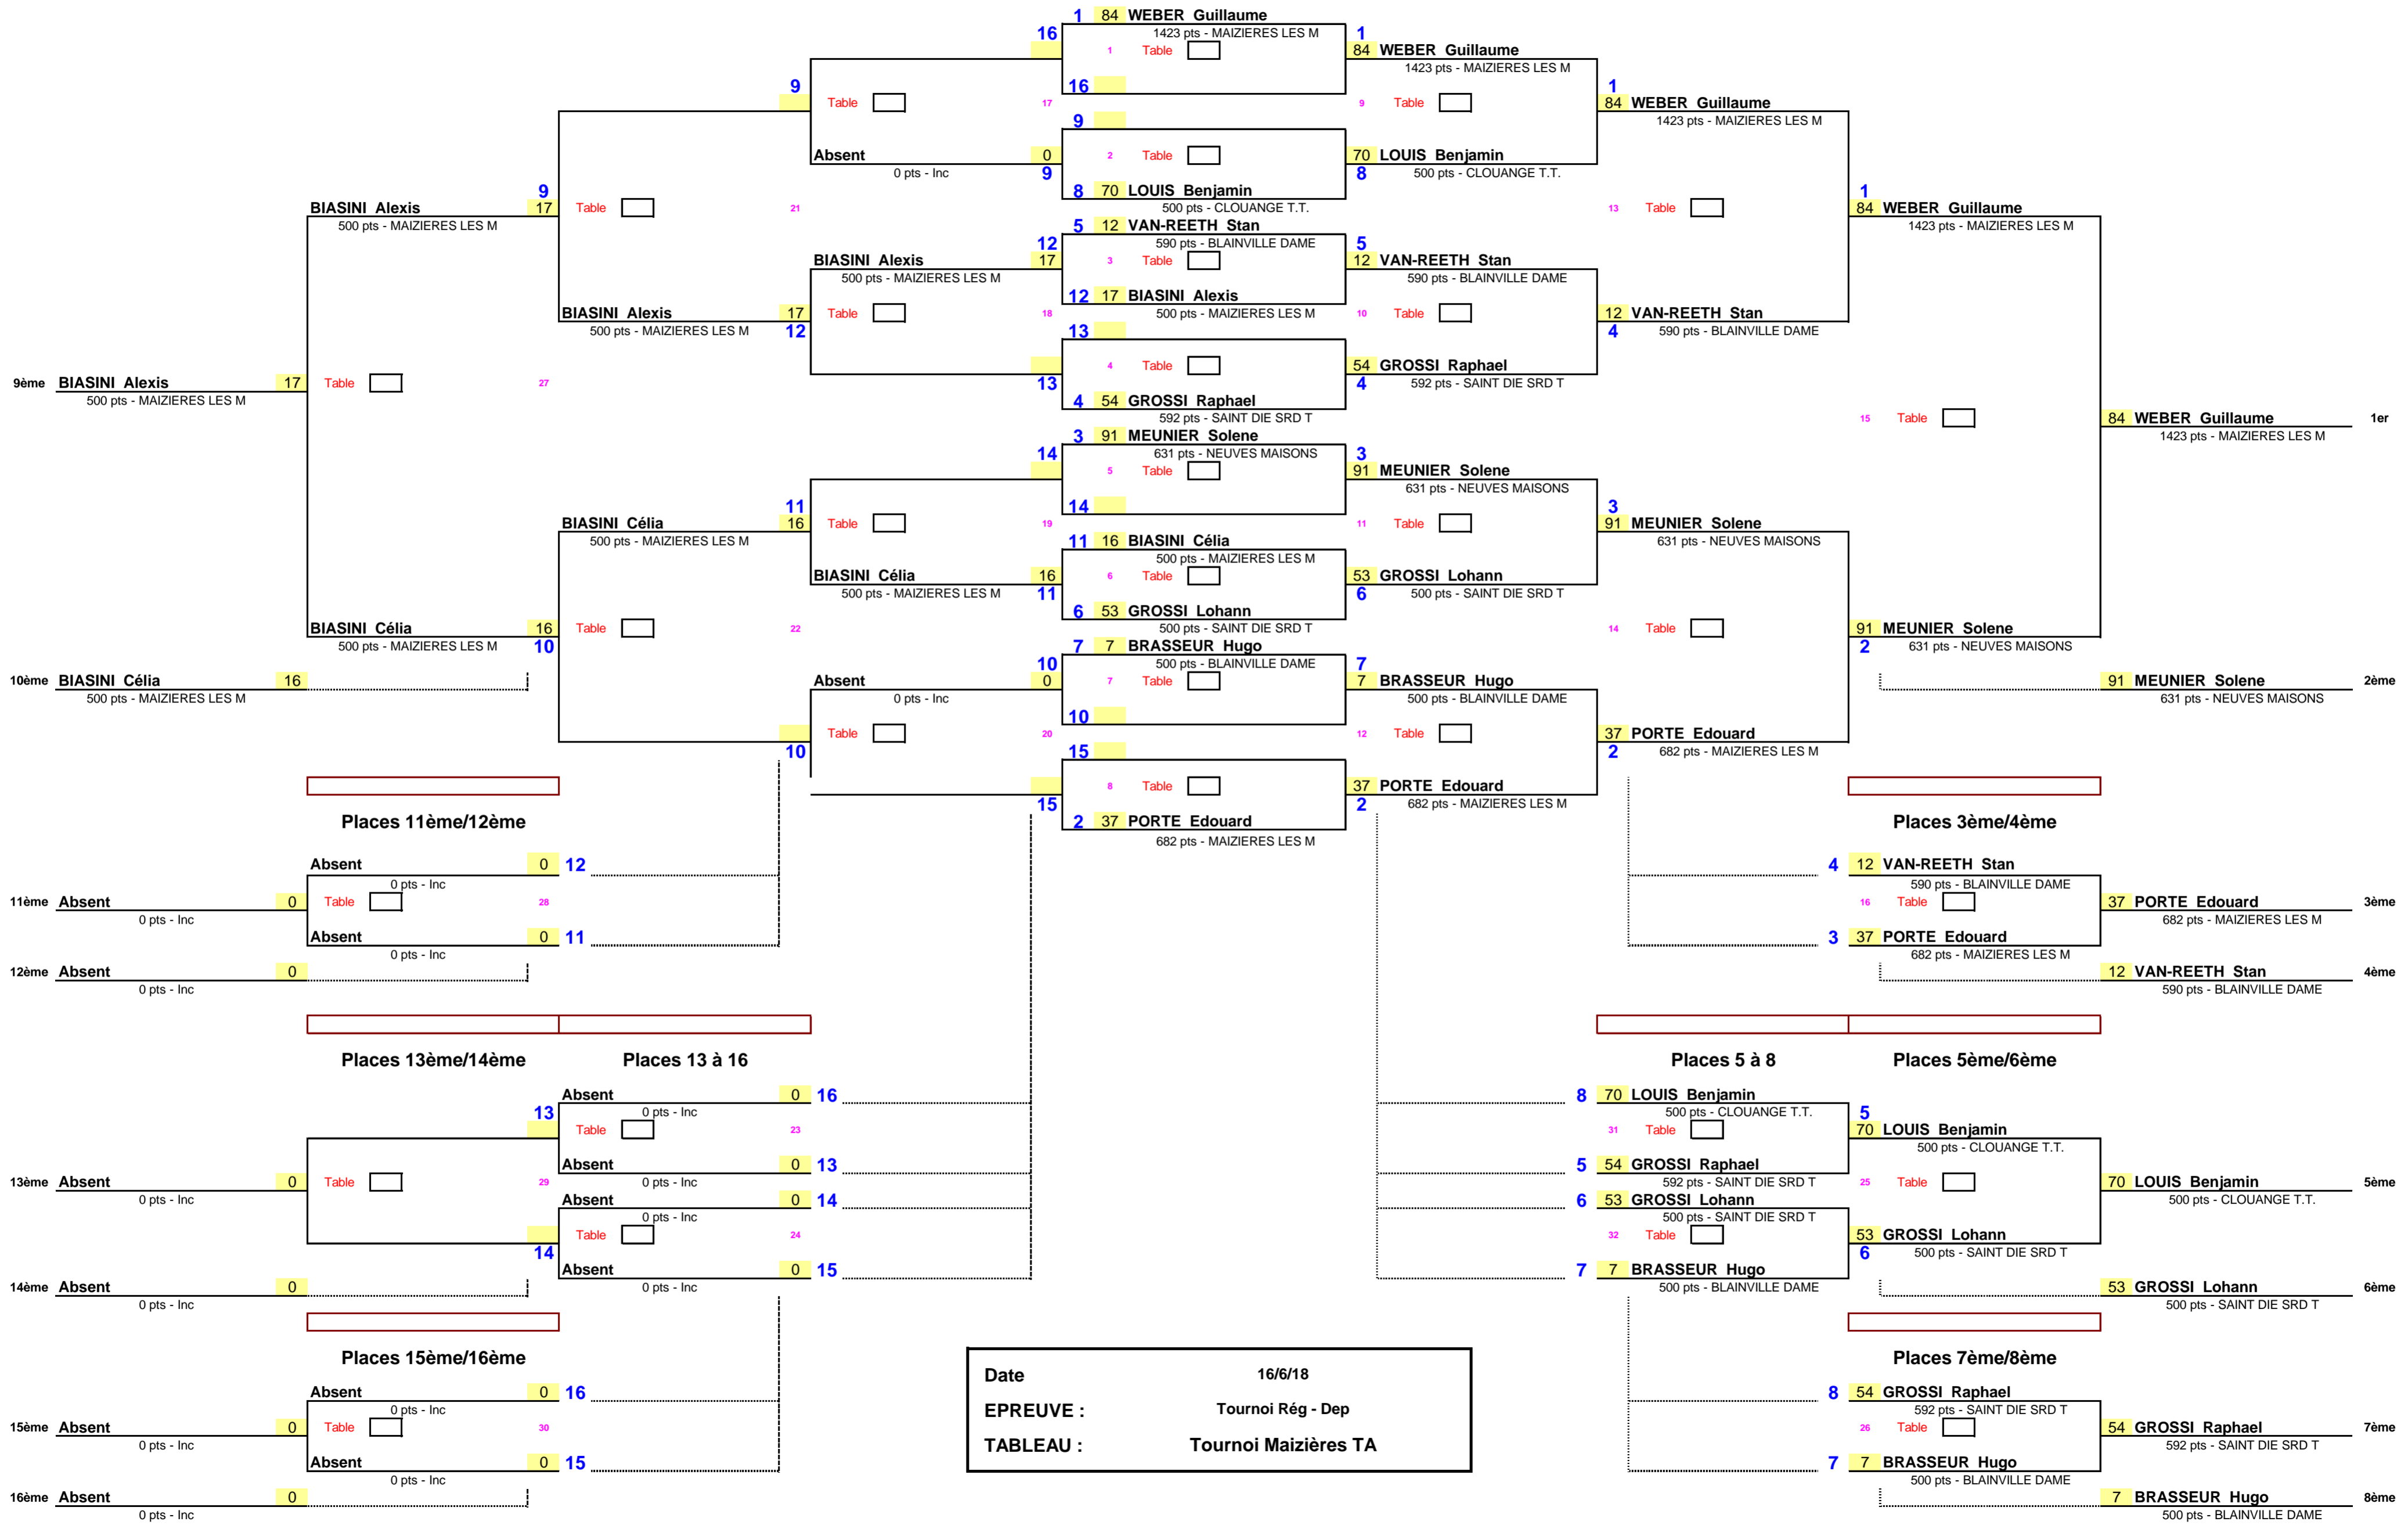 1 84 WEBER Guillaume
16 1423 pts - MAIZIERES LES M 1
1 Table 84 WEBER Guillaume
1423 pts - MAIZIERES LES M
9 16 1
Table 17 9 Table 84 WEBER Guillaume
9 1423 pts - MAIZIERES LES M
Absent 0 2 Table 70 LOUIS Benjamin
0 pts - Inc 9 8 500 pts - CLOUANGE T.T.
9 8 70 LOUIS Benjamin 1
BIASINI Alexis 17 Table 21 500 pts - CLOUANGE T.T. 13 Table 84 WEBER Guillaume
500 pts - MAIZIERES LES M 5 12 VAN-REETH Stan 1423 pts - MAIZIERES LES M
12 590 pts - BLAINVILLE DAME 5
BIASINI Alexis 17 3 Table 12 VAN-REETH Stan
500 pts - MAIZIERES LES M 590 pts - BLAINVILLE DAME
12 17 BIASINI Alexis
BIASINI Alexis 17 Table 18 500 pts - MAIZIERES LES M 10 Table 12 VAN-REETH Stan
500 pts - MAIZIERES LES M 12 13 4 590 pts - BLAINVILLE DAME
4 Table 54 GROSSI Raphael
9ème BIASINI Alexis 17 Table 27 13 4 592 pts - SAINT DIE SRD T
500 pts - MAIZIERES LES M 4 54 GROSSI Raphael
592 pts - SAINT DIE SRD T 15 Table 84 WEBER Guillaume 1er
3 91 MEUNIER Solene 1423 pts - MAIZIERES LES M
14 631 pts - NEUVES MAISONS 3
5 Table 91 MEUNIER Solene
631 pts - NEUVES MAISONS
11 14 3
BIASINI Célia 16 Table 19 11 Table 91 MEUNIER Solene
500 pts - MAIZIERES LES M 11 16 BIASINI Célia 631 pts - NEUVES MAISONS
500 pts - MAIZIERES LES M
BIASINI Célia 16 6 Table 53 GROSSI Lohann
500 pts - MAIZIERES LES M 11 6 500 pts - SAINT DIE SRD T
6 53 GROSSI Lohann
BIASINI Célia 16 Table 22 500 pts - SAINT DIE SRD T 14 Table 91 MEUNIER Solene
500 pts - MAIZIERES LES M 10 7 7 BRASSEUR Hugo 2 631 pts - NEUVES MAISONS
10 500 pts - BLAINVILLE DAME 7
10ème BIASINI Célia 16 Absent 0 7 Table 7 BRASSEUR Hugo 91 MEUNIER Solene 2ème
500 pts - MAIZIERES LES M 0 pts - Inc 500 pts - BLAINVILLE DAME 631 pts - NEUVES MAISONS
10
Table 20 12 Table 37 PORTE Edouard
10 15 2 682 pts - MAIZIERES LES M
8 Table 37 PORTE Edouard
15 2 682 pts - MAIZIERES LES M
Places 11ème/12ème 2 37 PORTE Edouard Places 3ème/4ème
682 pts - MAIZIERES LES M
Absent 0 12 4 12 VAN-REETH Stan
0 pts - Inc 590 pts - BLAINVILLE DAME
11ème Absent 0 Table 28 16 Table 37 PORTE Edouard 3ème
0 pts - Inc 682 pts - MAIZIERES LES M
Absent 0 11 3 37 PORTE Edouard
0 pts - Inc 682 pts - MAIZIERES LES M
12ème Absent 0 12 VAN-REETH Stan 4ème
0 pts - Inc 590 pts - BLAINVILLE DAME
Places 13ème/14ème Places 13 à 16 Places 5 à 8 Places 5ème/6ème
Absent 0 16 8 70 LOUIS Benjamin
13 0 pts - Inc 500 pts - CLOUANGE T.T. 5
Table 23 31 Table 70 LOUIS Benjamin
500 pts - CLOUANGE T.T.
Absent 0 13 5 54 GROSSI Raphael
13ème Absent 0 Table 29 0 pts - Inc 592 pts - SAINT DIE SRD T 25 Table 70 LOUIS Benjamin 5ème
0 pts - Inc Absent 0 14 6 53 GROSSI Lohann 500 pts - CLOUANGE T.T.
0 pts - Inc 500 pts - SAINT DIE SRD T
Table 24 32 Table 53 GROSSI Lohann
14 6 500 pts - SAINT DIE SRD T
Absent 0 15 7 7 BRASSEUR Hugo
14ème Absent 0 0 pts - Inc 500 pts - BLAINVILLE DAME 53 GROSSI Lohann 6ème
0 pts - Inc 500 pts - SAINT DIE SRD T
Places 15ème/16ème Places 7ème/8ème
Date 16/6/18
Absent 0 16 8 54 GROSSI Raphael
0 pts - Inc EPREUVE : Tournoi Rég - Dep 592 pts - SAINT DIE SRD T
15ème Absent 0 Table 30 26 Table 54 GROSSI Raphael 7ème
0 pts - Inc TABLEAU : Tournoi Maizières TA 592 pts - SAINT DIE SRD T
Absent 0 15 7 7 BRASSEUR Hugo
0 pts - Inc 500 pts - BLAINVILLE DAME
16ème Absent 0 7 BRASSEUR Hugo 8ème
0 pts - Inc 500 pts - BLAINVILLE DAME